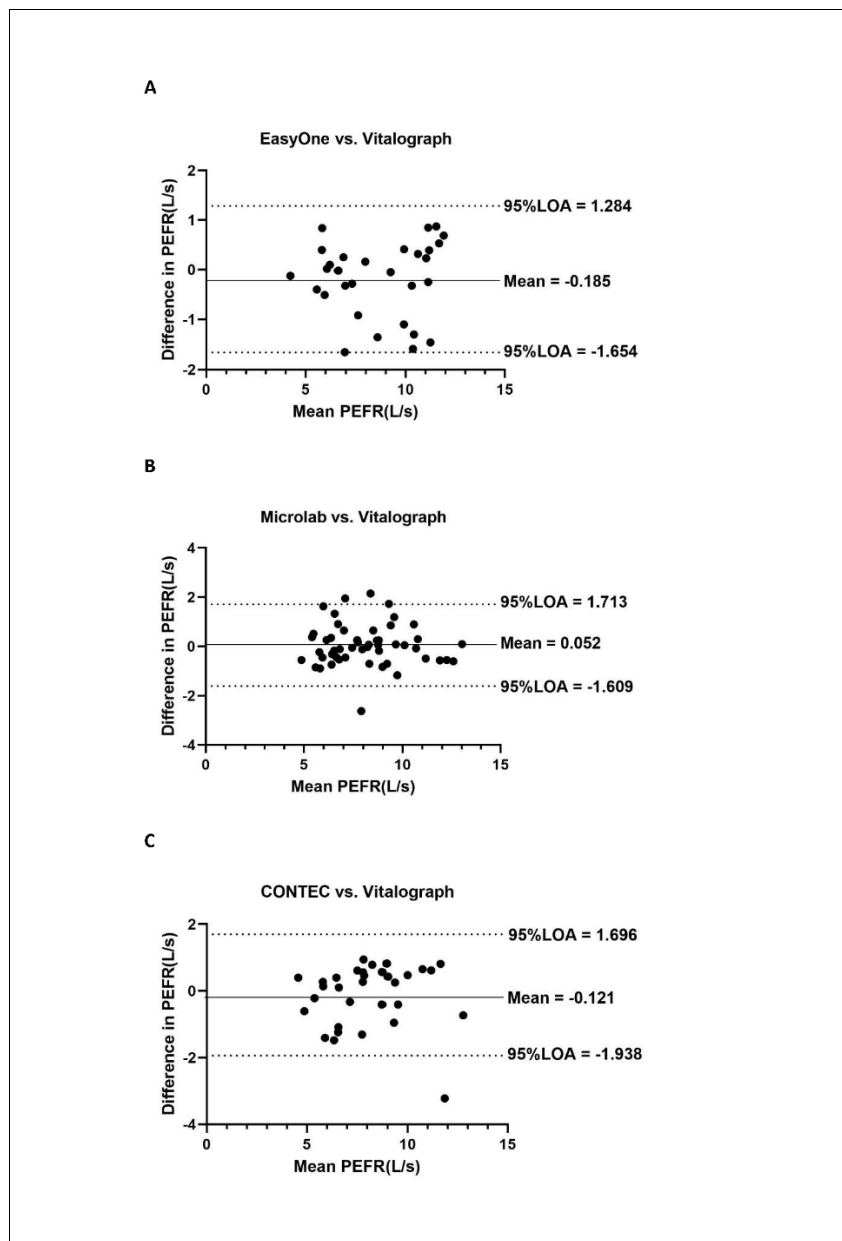 A
EasyOne vs. Vitalograph
Difference in PEFR(L/s)
2
1
0
-1
-2
95%LOA = 1.284
Mean = -0.185
95%LOA = -1.654
0
5
10
15
Mean PEFR(L/s)
B
Microlab vs. Vitalograph
Difference in PEFR(L/s)
4
2
0
-2
-4
95%LOA = 1.713
Mean = 0.052
95%LOA = -1.609
0
5
10
15
Mean PEFR(L/s)
C
CONTEC vs. Vitalograph
Difference in PEFR(L/s)
2
0
-2
-4
95%LOA = 1.696
Mean = -0.121
95%LOA = -1.938
0
5
10
15
Mean PEFR(L/s)